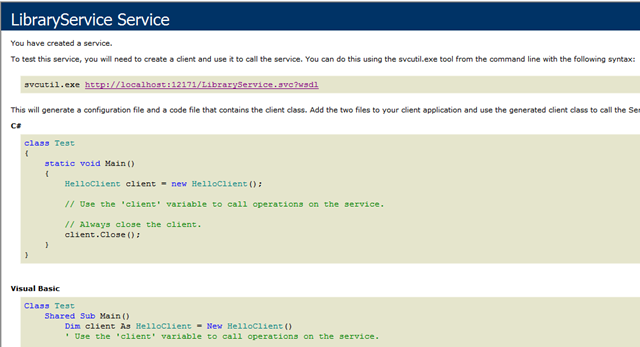 LibraryService Service
You have created a service.
To test this service, you will need to create a client and use it to call the service. You can do this using the svcutil.exe tool from the command line with the following syntax:
svcutil.exe http://localhost:12171/LibraryService.svc?wsdl
This will generate a configuration file and a code file that contains the client class. Add the two files to your client application and use the generated client class to call the Ser
C#
class Test
{
    static void Main()
    {
        HelloClient client = new HelloClient();
        // Use the 'client' variable to call operations on the service.
        // Always close the client.
        client.Close();
    }
}
Visual Basic
Class Test
    Shared Sub Main()
        Dim client As HelloClient = New HelloClient()
        ' Use the 'client' variable to call operations on the service.